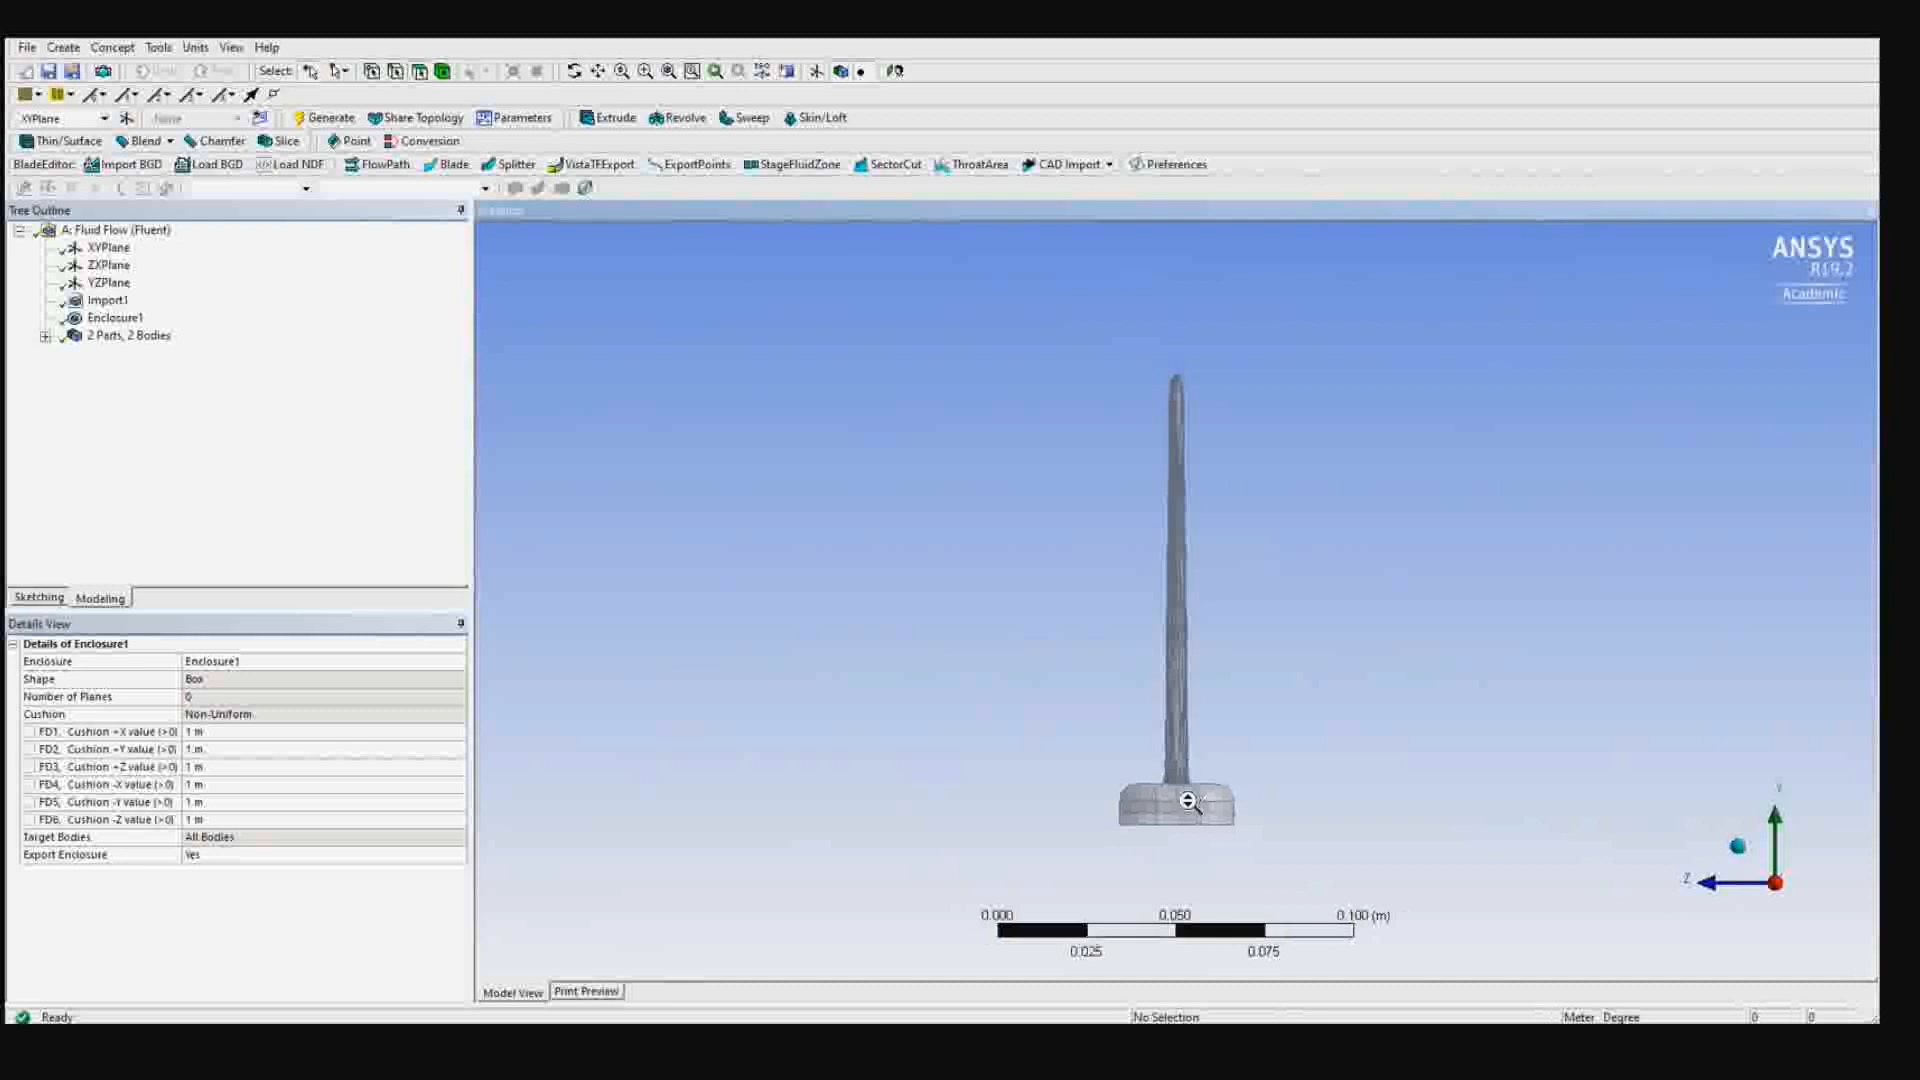 File Create Concept Tools Units View Help
Select:
XYPlane None Generate Share Topology Parameters Extrude Revolve Sweep Skin/Loft
Thin/Surface Blend Chamfer Slice Point Conversion
BladeEditor: Import BGD Load BGD Load NDF FlowPath Blade Splitter VistaTFExport ExportPoints StageFluidZone SectorCut ThroatArea CAD Import Preferences
Tree Outline
A: Fluid Flow (Fluent)
XYPlane
ZXPlane
YZPlane
Import1
Enclosure1
2 Parts, 2 Bodies
Sketching Modeling
Details View
Details of Enclosure1
Enclosure Enclosure1
Shape Box
Number of Planes 0
Cushion Non-Uniform
FD1, Cushion +X value (>0) 1 m
FD2, Cushion +Y value (>0) 1 m
FD3, Cushion +Z value (>0) 1 m
FD4, Cushion -X value (>0) 1 m
FD5, Cushion -Y value (>0) 1 m
FD6, Cushion -Z value (>0) 1 m
Target Bodies All Bodies
Export Enclosure Yes
ANSYS
R19.2
Academic
Y
Z
0.000 0.050 0.100 (m)
0.025 0.075
Model View Print Preview
Ready No Selection Meter Degree 0 0